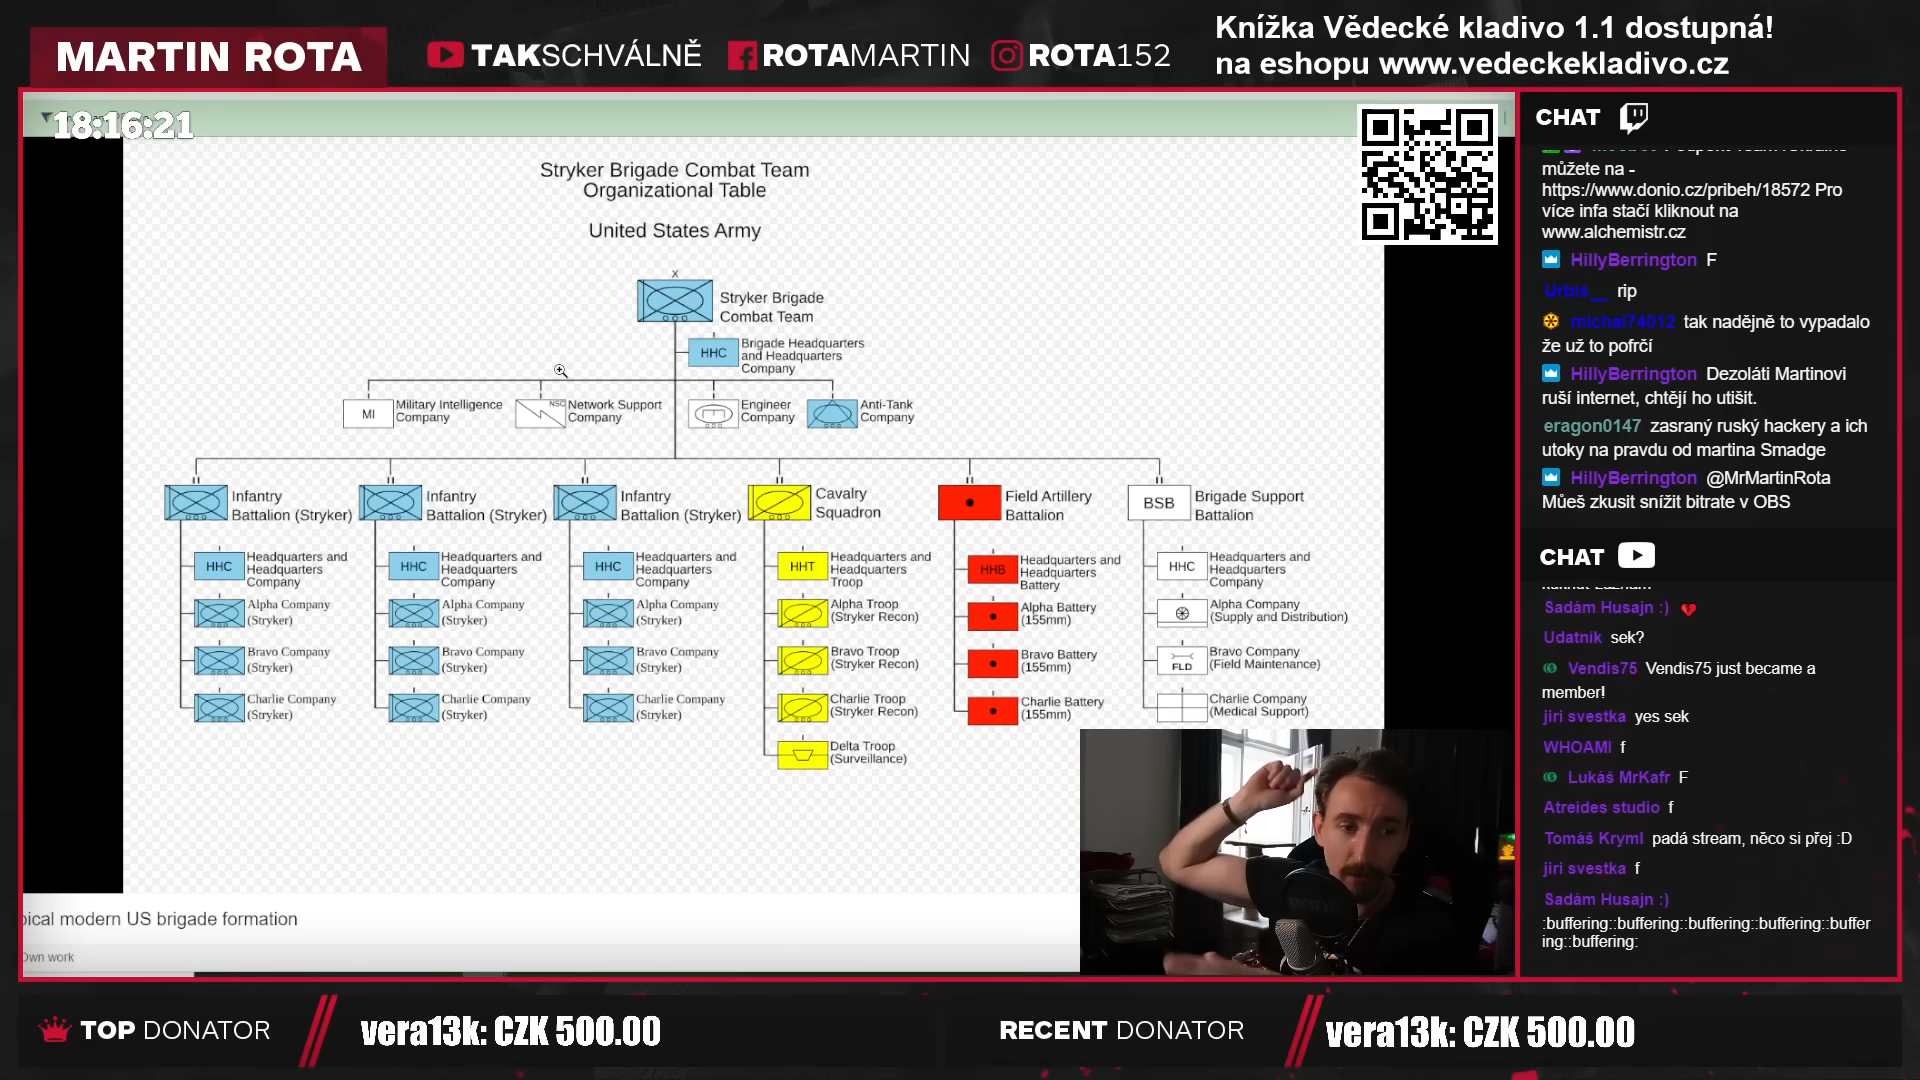 MARTIN ROTA
TAKSCHVÁLNĚ
ROTAMARTIN
ROTA152
Knížka Vědecké kladivo 1.1 dostupná!
na eshopu www.vedeckekladivo.cz
18:16:21
Stryker Brigade Combat Team
Organizational Table
United States Army
X
Stryker Brigade
Combat Team
HHC
Brigade Headquarters
and Headquarters
Company
MI
Military Intelligence
Company
NSC
Network Support
Company
Engineer
Company
Anti-Tank
Company
Infantry
Battalion (Stryker)
Infantry
Battalion (Stryker)
Infantry
Battalion (Stryker)
Cavalry
Squadron
Field Artillery
Battalion
BSB
Brigade Support
Battalion
HHC
Headquarters and
Headquarters
Company
HHC
Headquarters and
Headquarters
Company
HHC
Headquarters and
Headquarters
Company
HHT
Headquarters and
Headquarters
Troop
HHB
Headquarters and
Headquarters
Battery
HHC
Headquarters and
Headquarters
Company
Alpha Company
(Stryker)
Alpha Company
(Stryker)
Alpha Company
(Stryker)
Alpha Troop
(Stryker Recon)
Alpha Battery
(155mm)
Alpha Company
(Supply and Distribution)
Bravo Company
(Stryker)
Bravo Company
(Stryker)
Bravo Company
(Stryker)
Bravo Troop
(Stryker Recon)
Bravo Battery
(155mm)
FLD
Bravo Company
(Field Maintenance)
Charlie Company
(Stryker)
Charlie Company
(Stryker)
Charlie Company
(Stryker)
Charlie Troop
(Stryker Recon)
Charlie Battery
(155mm)
Charlie Company
(Medical Support)
Delta Troop
(Surveillance)
modern US brigade formation
Own work
CHAT
můžete na -
https://www.donio.cz/pribeh/18572 Pro
více infa stačí kliknout na
www.alchemistr.cz
HillyBerrington F
Urbis__ rip
michal74012 tak nadějně to vypadalo
že už to pofrčí
HillyBerrington Dezoláti Martinovi
ruší internet, chtějí ho utišit.
eragon0147 zasraný ruský hackery a ich
utoky na pravdu od martina Smadge
HillyBerrington @MrMartinRota
Můeš zkusit snížit bitrate v OBS
CHAT
Sadám Husajn :)
Udatník sek?
Vendis75 Vendis75 just became a
member!
jiri svestka yes sek
WHOAMI f
Lukáš MrKafr F
Atreides studio f
Tomáš Kryml padá stream, něco si přej :D
jiri svestka f
Sadám Husajn :)
:buffering::buffering::buffering::buffering::buffer
ing::buffering:
TOP DONATOR
vera13k: CZK 500.00
RECENT DONATOR
vera13k: CZK 500.00